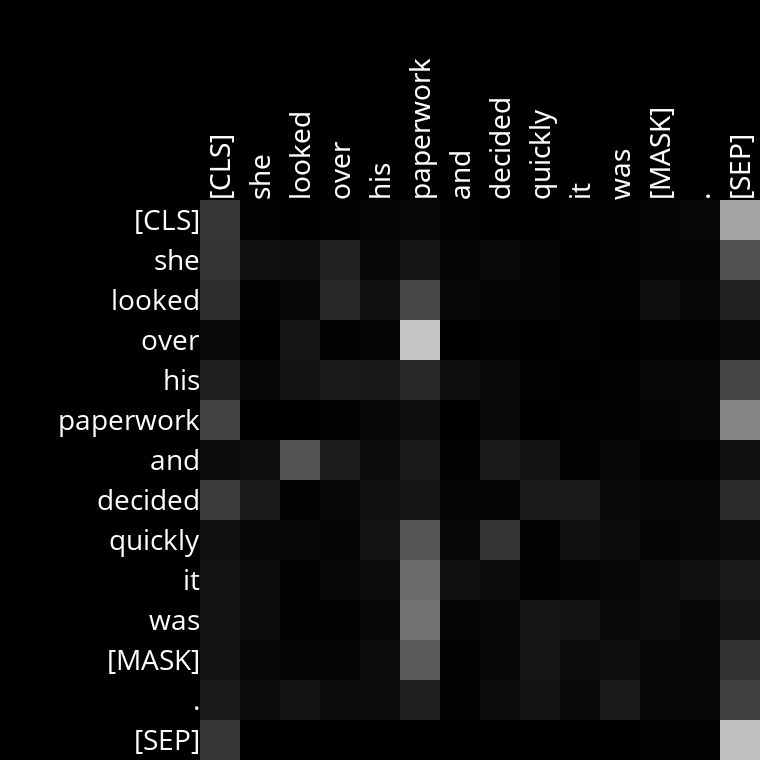 [CLS]
she
looked
over
his
paperwork
and
decided
quickly
it
was
[MASK]
.
[SEP]
[CLS]
she
looked
over
his
paperwork
and
decided
quickly
it
was
[MASK]
.
[SEP]